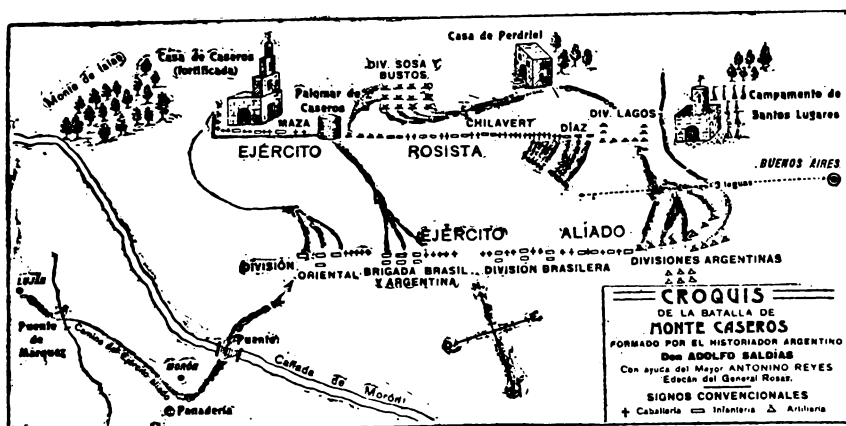 Monte de Islas
Casa de Caseros
(fortificada)
Palomar de
Caseros
MAZA
DIV. SOSA
BUSTOS.
Casa de Perdriel
CHILAVERT
DÍAZ
DIV. LAGOS
Campamento de
Santos Lugares
EJÉRCITO ROSISTA
BUENOS AIRES
3 leguas
EJÉRCITO ALÍADO
DIVISIÓN
ORIENTAL
BRIGADA BRASIL
Y ARGENTINA
DIVISIÓN BRASILERA
DIVISIONES ARGENTINAS
LUJÁN
Puente
de
Márquez
Camino del Ejército Aliado
MORÓN
Panadería
Puente
Cañada de Morón
CROQUIS
DE LA BATALLA DE
MONTE CASEROS
FORMADO POR EL HISTORIADOR ARGENTINO
Don ADOLFO SALDÍAS
Con ayuda del Mayor ANTONINO REYES
Edecán del General Rosas.
SIGNOS CONVENCIONALES
Caballería Infantería Artillería